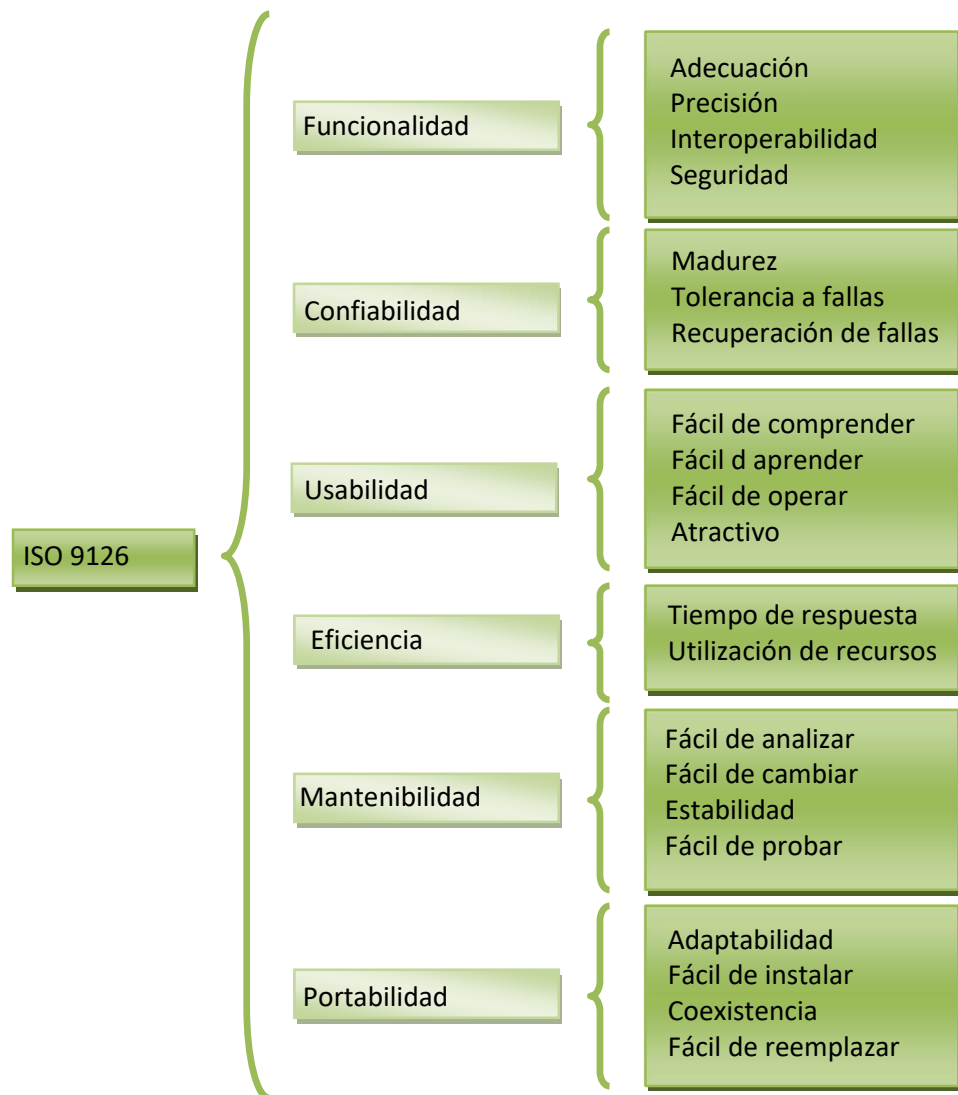 ISO 9126
Funcionalidad
Adecuación
Precisión
Interoperabilidad
Seguridad
Confiabilidad
Madurez
Tolerancia a fallas
Recuperación de fallas
Usabilidad
Fácil de comprender
Fácil d aprender
Fácil de operar
Atractivo
Eficiencia
Tiempo de respuesta
Utilización de recursos
Mantenibilidad
Fácil de analizar
Fácil de cambiar
Estabilidad
Fácil de probar
Portabilidad
Adaptabilidad
Fácil de instalar
Coexistencia
Fácil de reemplazar